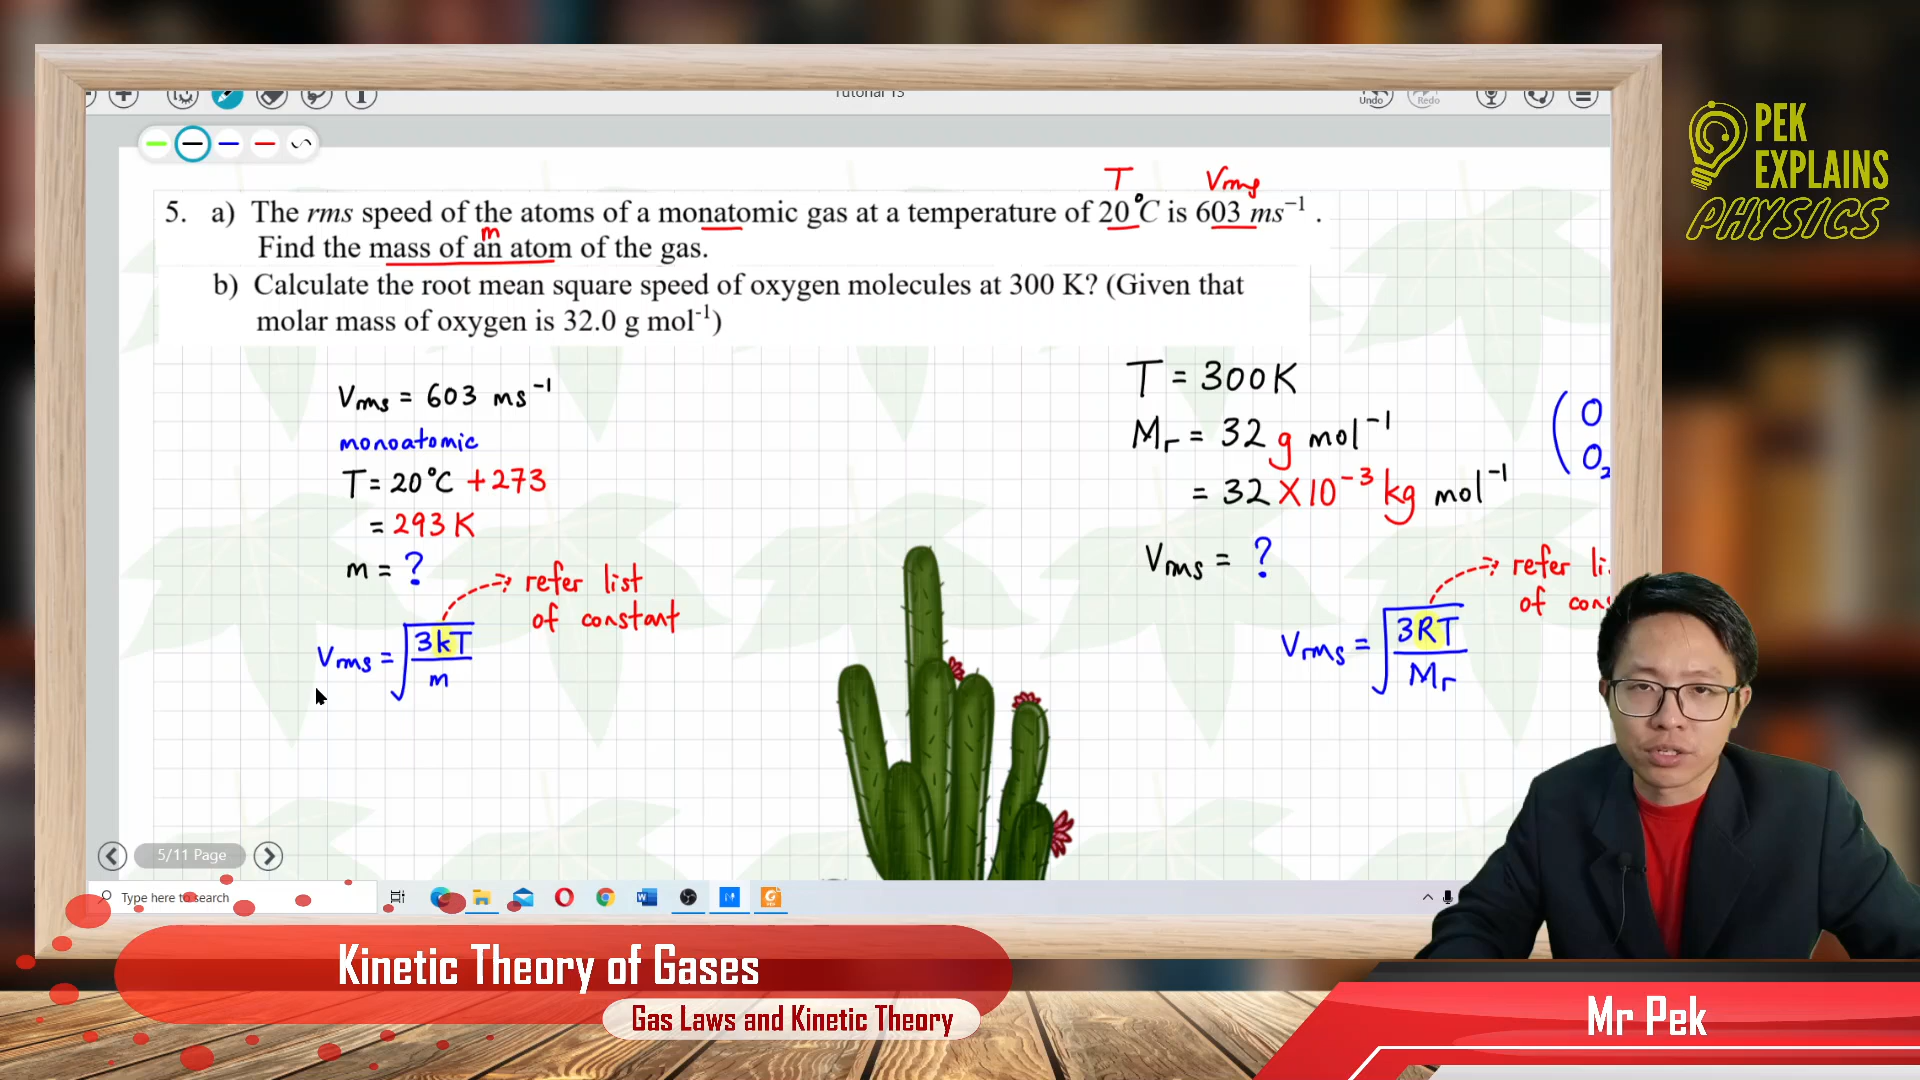 Tutorial 13
Undo
Redo
PEK
EXPLAINS
PHYSICS
T
Vrms
5. a) The rms speed of the atoms of a monatomic gas at a temperature of 20°C is 603 ms⁻¹ .
m
Find the mass of an atom of the gas.
b) Calculate the root mean square speed of oxygen molecules at 300 K? (Given that
molar mass of oxygen is 32.0 g mol⁻¹)
Vrms = 603 ms⁻¹
monoatomic
T = 20°C +273
= 293 K
m = ?
refer list
of constant
Vrms = √(3kT/m)
T = 300K
Mr = 32 g mol⁻¹
= 32 ×10⁻³ kg mol⁻¹
O
O₂
Vrms = ?
refer li
of cons
Vrms = √(3RT/Mr)
5/11 Page
Type here to search
Kinetic Theory of Gases
Gas Laws and Kinetic Theory
Mr Pek